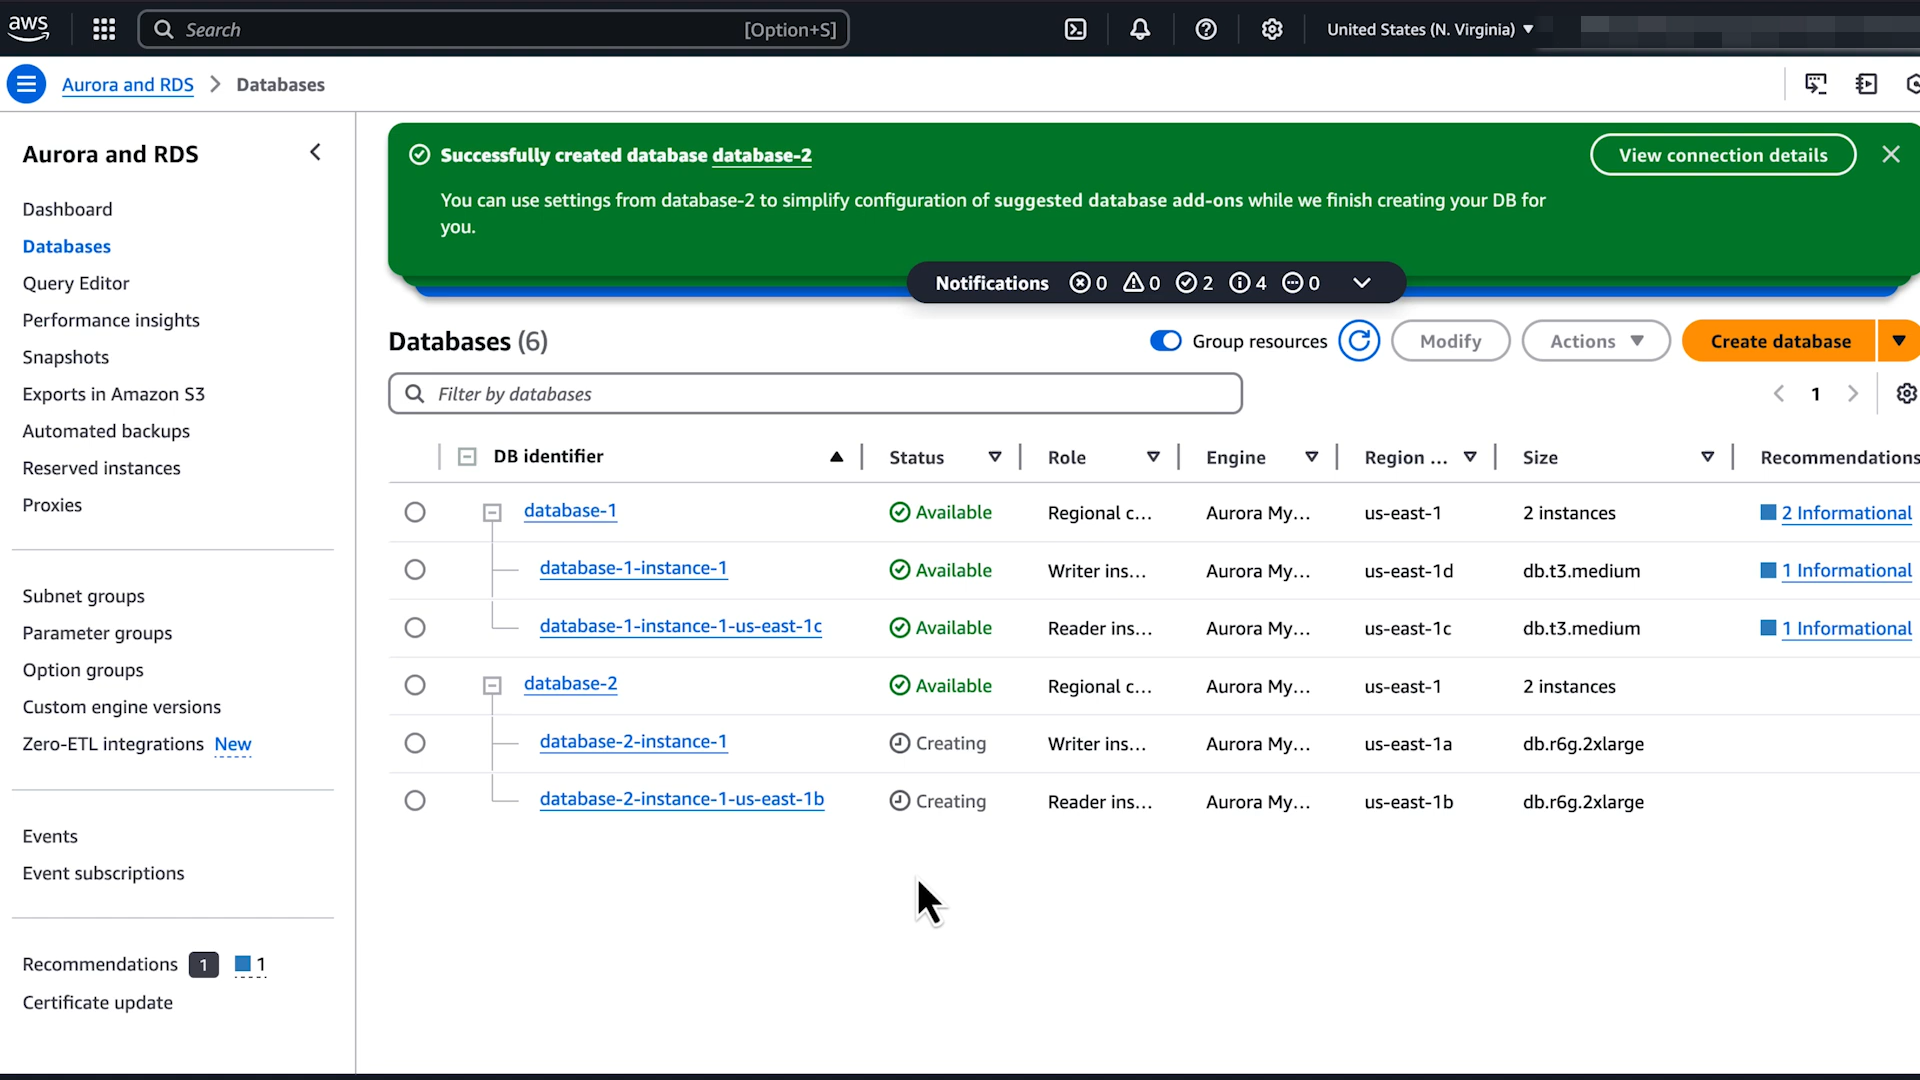 aws
Search [Option+S] United States (N. Virginia)
Aurora and RDS Databases
Aurora and RDS
Dashboard
Databases
Query Editor
Performance insights
Snapshots
Exports in Amazon S3
Automated backups
Reserved instances
Proxies
Subnet groups
Parameter groups
Option groups
Custom engine versions
Zero-ETL integrations New
Events
Event subscriptions
Recommendations 1 1
Certificate update
Successfully created database database-2 View connection details
You can use settings from database-2 to simplify configuration of suggested database add-ons while we finish creating your DB for
you.
Notifications 0 0 2 4 0
Databases (6) Group resources Modify Actions Create database
Filter by databases 1
DB identifier Status Role Engine Region ... Size Recommendations
database-1 Available Regional c... Aurora My... us-east-1 2 instances 2 Informational
database-1-instance-1 Available Writer ins... Aurora My... us-east-1d db.t3.medium 1 Informational
database-1-instance-1-us-east-1c Available Reader ins... Aurora My... us-east-1c db.t3.medium 1 Informational
database-2 Available Regional c... Aurora My... us-east-1 2 instances
database-2-instance-1 Creating Writer ins... Aurora My... us-east-1a db.r6g.2xlarge
database-2-instance-1-us-east-1b Creating Reader ins... Aurora My... us-east-1b db.r6g.2xlarge